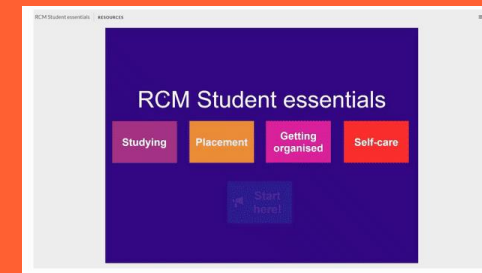 RCM Student essentials RESOURCES
RCM Student essentials
Studying
Placement
Getting
organised
Self-care
Start
here!